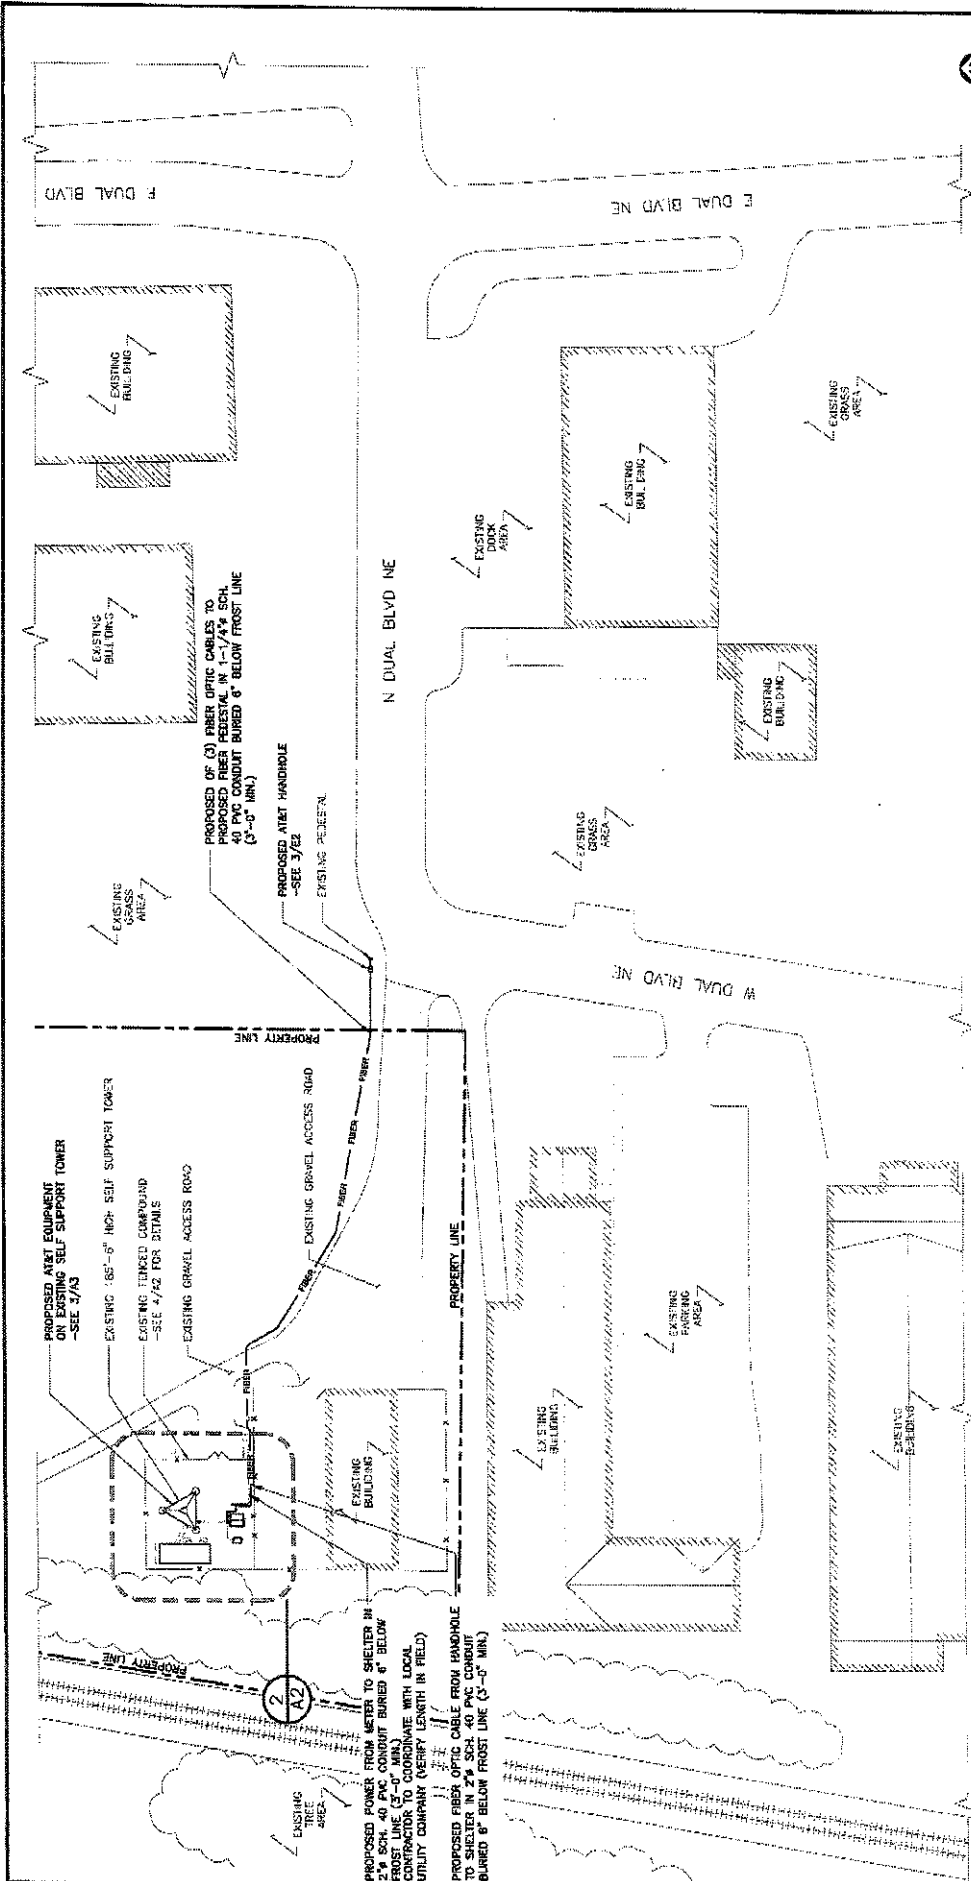 PROPOSED AT&T EQUIPMENT
ON EXISTING SELF SUPPORT TOWER
-SEE 3/A3
EXISTING 185'-6" HIGH SELF SUPPORT TOWER
EXISTING FENCED COMPOUND
-SEE 4/A2 FOR DETAILS
EXISTING GRAVEL ACCESS ROAD
EXISTING GRAVEL ACCESS ROAD
PROPERTY LINE
EXISTING
GRASS
AREA
PROPOSED OF (3) FIBER OPTIC CABLES TO
PROPOSED FIBER PEDESTAL IN 1-1/4"ø SCH.
40 PVC CONDUIT BURIED 6" BELOW FROST LINE
(3'-0" MIN.)
PROPOSED AT&T HANDHOLE
-SEE 3/E2
EXISTING PEDESTAL
EXISTING
BUILDING
EXISTING
BUILDING
E DUAL BLVD
N DUAL BLVD NE
E DUAL BLVD NE
EXISTING
DOCK
AREA
EXISTING
BUILDING
EXISTING
GRASS
AREA
EXISTING
BUILDING
EXISTING
GRASS
AREA
W DUAL BLVD NE
PROPERTY LINE
FIBER
FIBER
FIBER
FIBER
FIBER
FIBER
EXISTING
BUILDING
EXISTING
BUILDING
EXISTING
PARKING
AREA
EXISTING
BUILDING
PROPERTY LINE
2
A2
EXISTING
TREE
AREA
PROPOSED POWER FROM METER TO SHELTER IN
2"ø SCH. 40 PVC CONDUIT BURIED 6" BELOW
FROST LINE (3'-0" MIN.)
CONTRACTOR TO COORDINATE WITH LOCAL
UTILITY COMPANY (VERIFY LENGTH IN FIELD)
PROPOSED FIBER OPTIC CABLE FROM HANDHOLE
TO SHELTER IN 2"ø SCH. 40 PVC CONDUIT
BURIED 6" BELOW FROST LINE (3'-0" MIN.)